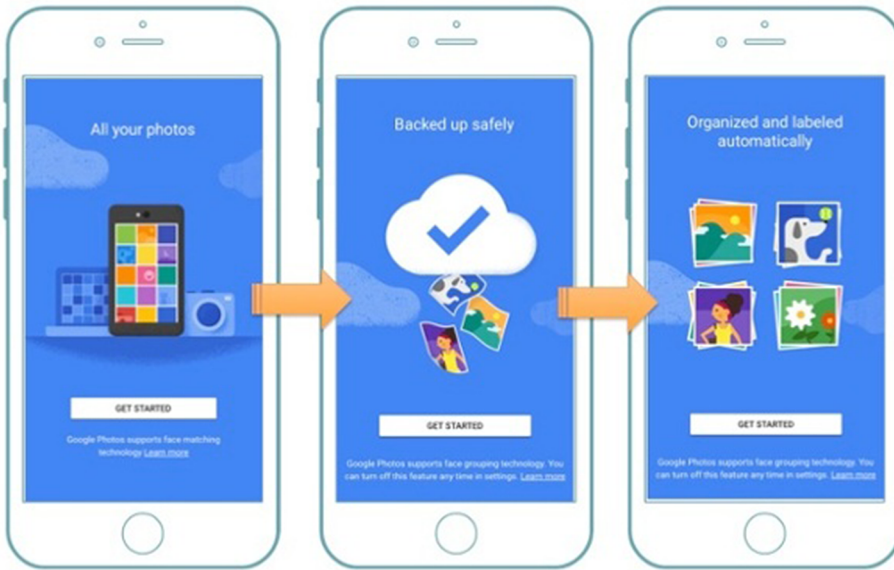 All your photos
GET STARTED
Google Photos supports face matching
technology Learn more
Backed up safely
GET STARTED
Google Photos supports face grouping technology. You
can turn off this feature any time in settings. Learn more
Organized and labeled
automatically
GET STARTED
Google Photos supports face grouping technology. You
can turn off this feature any time in settings. Learn more